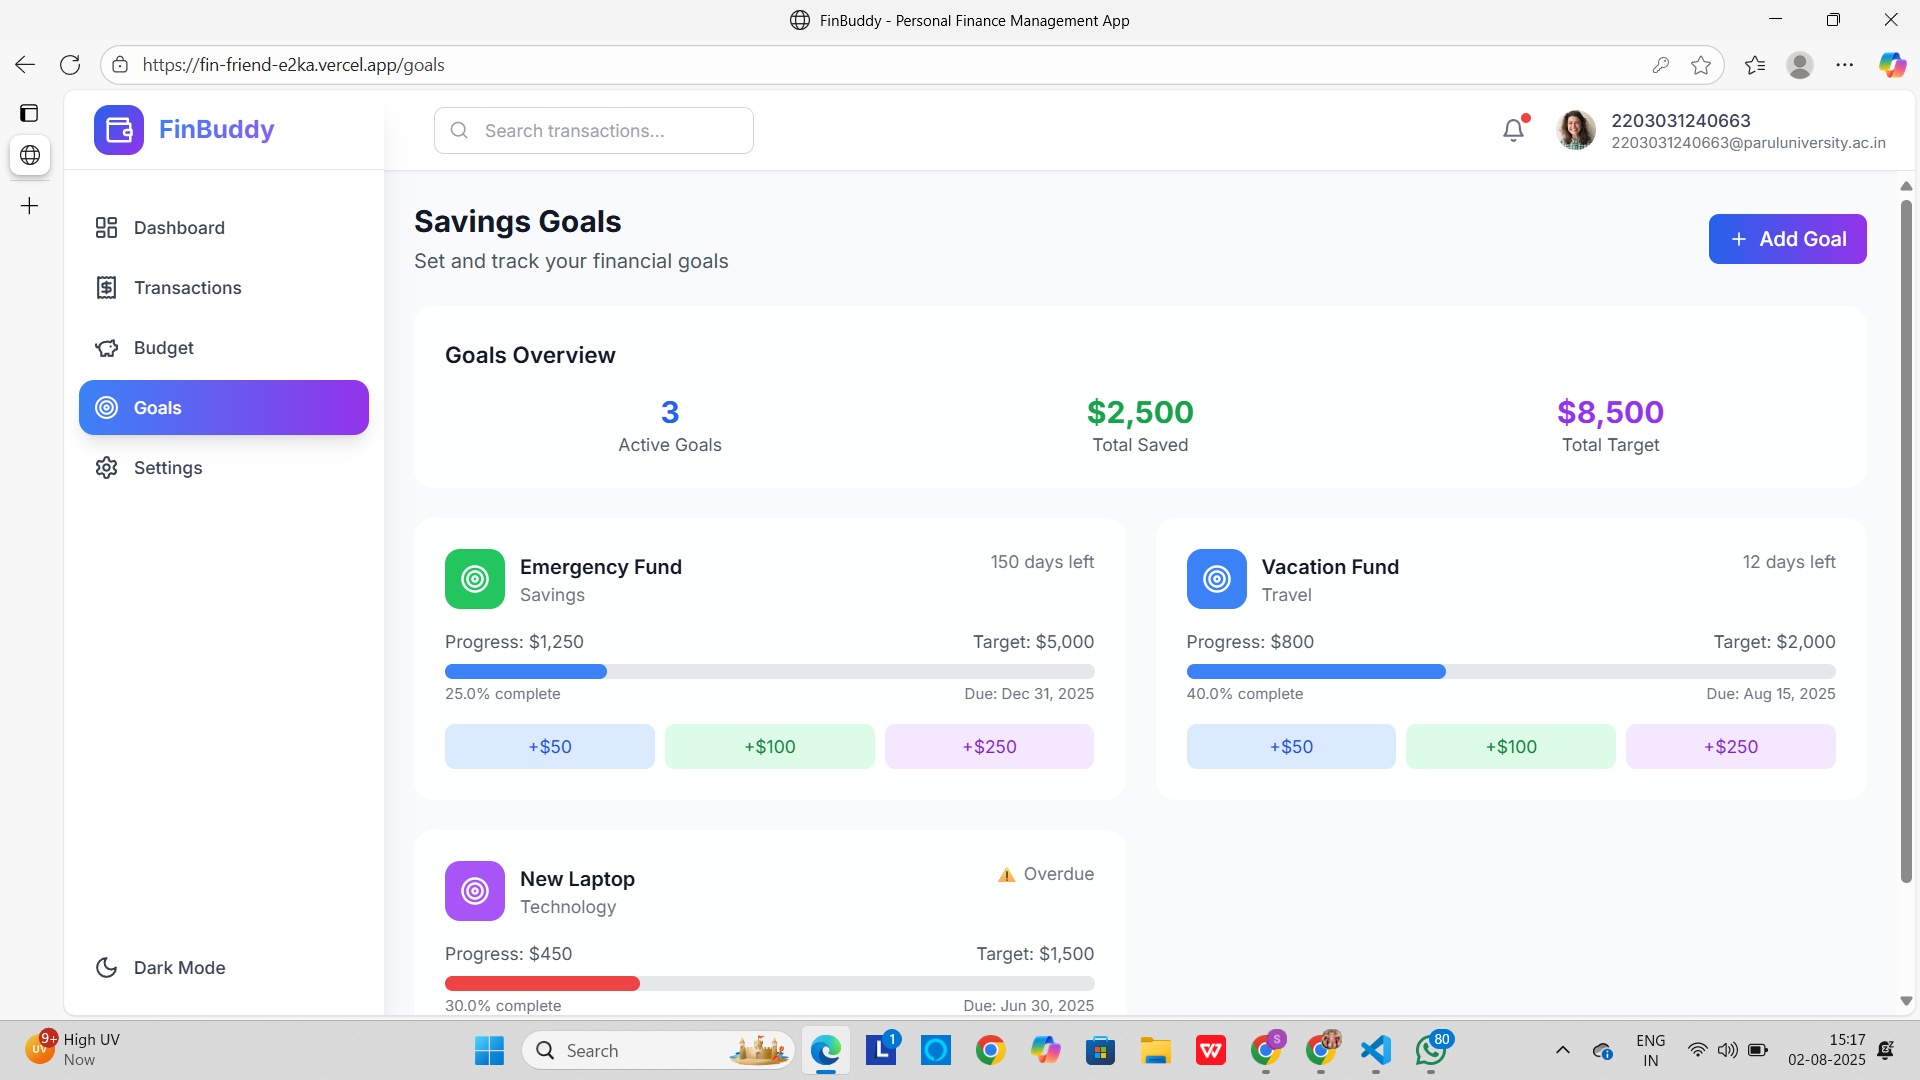 FinBuddy - Personal Finance Management App
https://fin-friend-e2ka.vercel.app/goals
FinBuddy
Search transactions...
2203031240663
2203031240663@paruluniversity.ac.in
Dashboard
Transactions
Budget
Goals
Settings
Dark Mode
Savings Goals
Set and track your financial goals
+ Add Goal
Goals Overview
3
Active Goals
$2,500
Total Saved
$8,500
Total Target
Emergency Fund
Savings
150 days left
Progress: $1,250
Target: $5,000
25.0% complete
Due: Dec 31, 2025
+$50
+$100
+$250
Vacation Fund
Travel
12 days left
Progress: $800
Target: $2,000
40.0% complete
Due: Aug 15, 2025
+$50
+$100
+$250
New Laptop
Technology
Overdue
Progress: $450
Target: $1,500
30.0% complete
Due: Jun 30, 2025
9+
UV
High UV
Now
Search
L
1
W
S
80
ENG
IN
15:17
02-08-2025